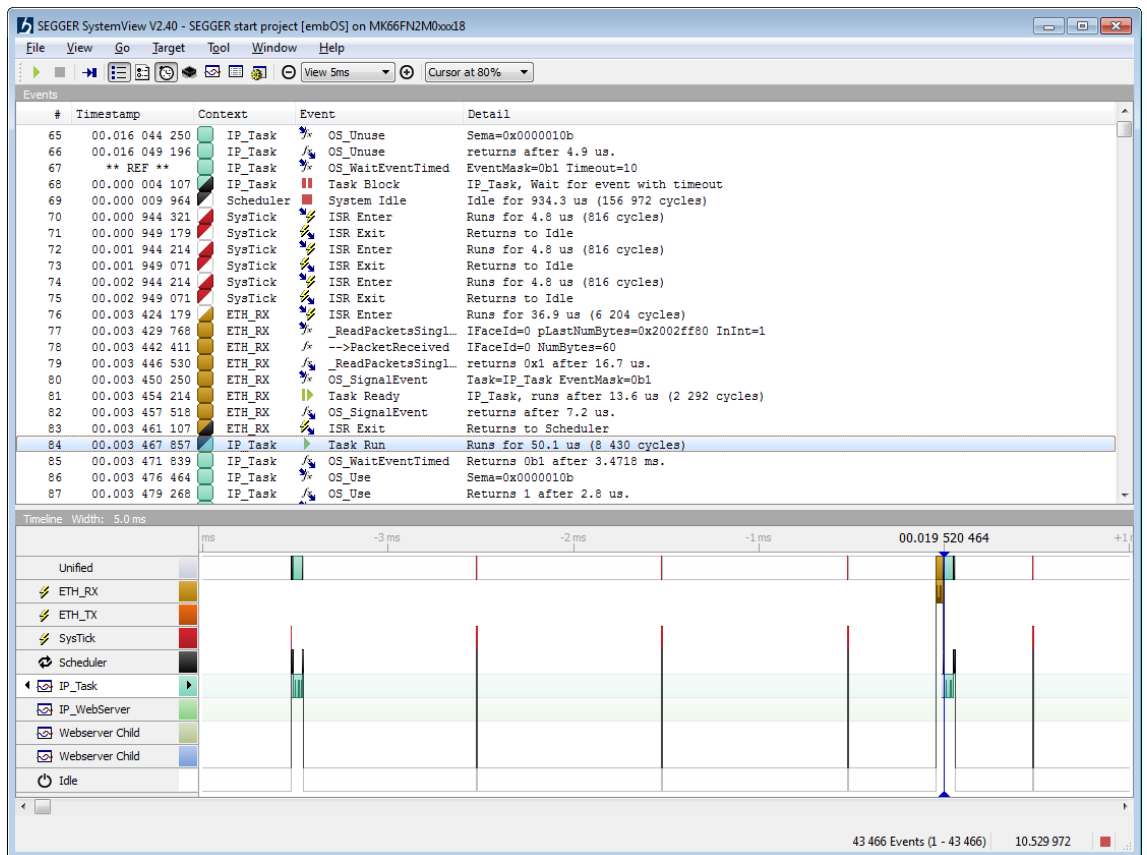 SEGGER SystemView V2.40 - SEGGER start project [embOS] on MK66FN2M0xxx18
File View Go Target Tool Window Help
View 5ms Cursor at 80%
Events
# Timestamp Context Event Detail
65 00.016 044 250 IP_Task OS_Unuse Sema=0x0000010b
66 00.016 049 196 IP_Task OS_Unuse returns after 4.9 us.
67 ** REF ** IP_Task OS_WaitEventTimed EventMask=0b1 Timeout=10
68 00.000 004 107 IP_Task Task Block IP_Task, Wait for event with timeout
69 00.000 009 964 Scheduler System Idle Idle for 934.3 us (156 972 cycles)
70 00.000 944 321 SysTick ISR Enter Runs for 4.8 us (816 cycles)
71 00.000 949 179 SysTick ISR Exit Returns to Idle
72 00.001 944 214 SysTick ISR Enter Runs for 4.8 us (816 cycles)
73 00.001 949 071 SysTick ISR Exit Returns to Idle
74 00.002 944 214 SysTick ISR Enter Runs for 4.8 us (816 cycles)
75 00.002 949 071 SysTick ISR Exit Returns to Idle
76 00.003 424 179 ETH_RX ISR Enter Runs for 36.9 us (6 204 cycles)
77 00.003 429 768 ETH_RX _ReadPacketsSingl… IFaceId=0 pLastNumBytes=0x2002ff80 InInt=1
78 00.003 442 411 ETH_RX -->PacketReceived IFaceId=0 NumBytes=60
79 00.003 446 530 ETH_RX _ReadPacketsSingl… returns 0x1 after 16.7 us.
80 00.003 450 250 ETH_RX OS_SignalEvent Task=IP_Task EventMask=0b1
81 00.003 454 214 ETH_RX Task Ready IP_Task, runs after 13.6 us (2 292 cycles)
82 00.003 457 518 ETH_RX OS_SignalEvent returns after 7.2 us.
83 00.003 461 107 ETH_RX ISR Exit Returns to Scheduler
84 00.003 467 857 IP_Task Task Run Runs for 50.1 us (8 430 cycles)
85 00.003 471 839 IP_Task OS_WaitEventTimed Returns 0b1 after 3.4718 ms.
86 00.003 476 464 IP_Task OS_Use Sema=0x0000010b
87 00.003 479 268 IP_Task OS_Use Returns 1 after 2.8 us.
Timeline Width: 5.0 ms
ms -3 ms -2 ms -1 ms 00.019 520 464 +1
Unified
ETH_RX
ETH_TX
SysTick
Scheduler
IP_Task
IP_WebServer
Webserver Child
Webserver Child
Idle
43 466 Events (1 - 43 466) 10.529 972